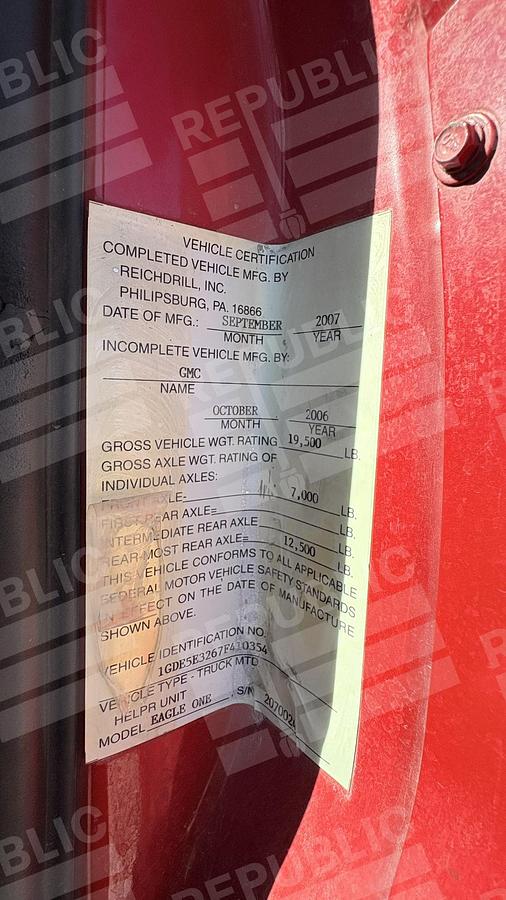 VEHICLE CERTIFICATION
COMPLETED VEHICLE MFG. BY
REICHDRILL, INC.
PHILIPSBURG, PA. 16866
DATE OF MFG.: SEPTEMBER 2007
MONTH YEAR
INCOMPLETE VEHICLE MFG. BY:
GMC
NAME
OCTOBER 2006
MONTH YEAR
GROSS VEHICLE WGT. RATING 19,500 LB.
GROSS AXLE WGT. RATING OF
INDIVIDUAL AXLES:
FRONT AXLE- 7,000 LB.
FIRST REAR AXLE= LB.
INTERMEDIATE REAR AXLE LB.
REAR-MOST REAR AXLE= 12,500 LB.
THIS VEHICLE CONFORMS TO ALL APPLICABLE
FEDERAL MOTOR VEHICLE SAFETY STANDARDS
IN EFFECT ON THE DATE OF MANUFACTURE
SHOWN ABOVE.
VEHICLE IDENTIFICATION NO.
1GDE5E3267F410354
VEHICLE TYPE - TRUCK MTD
HELPR UNIT
MODEL EAGLE ONE S/N
REPUBLIC